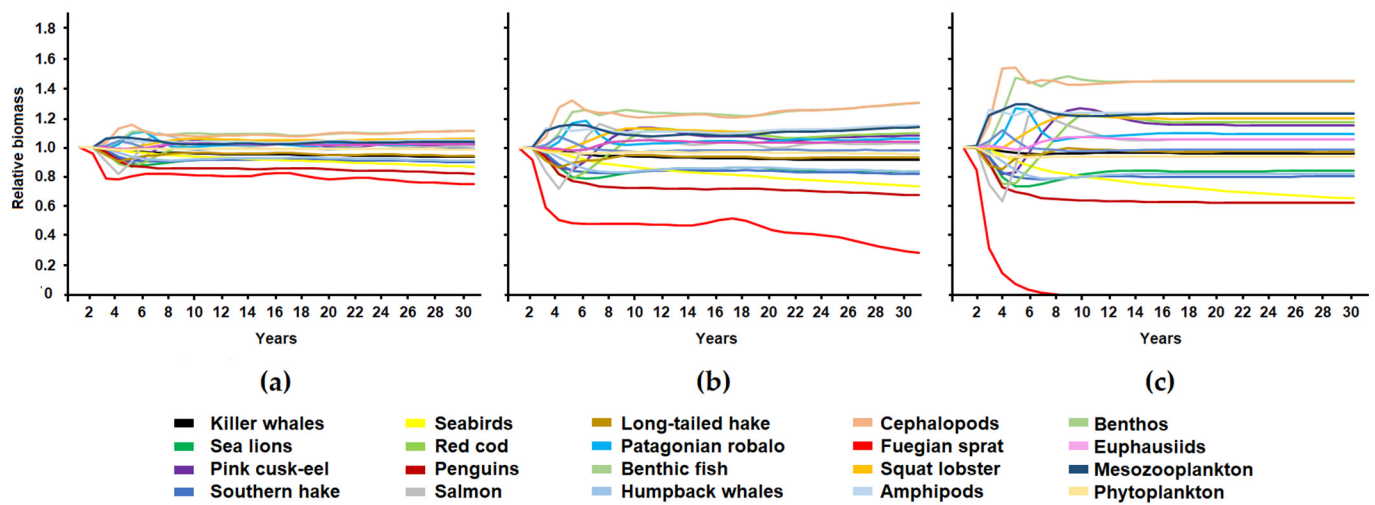 Relative biomass
1.8
1.6
1.4
1.2
1.0
0.8
0.6
0.4
0.2
0
2 4 6 8 10 12 14 16 18 20 22 24 26 28 30
2 4 6 8 10 12 14 16 18 20 22 24 26 28 30
2 4 6 8 10 12 14 16 18 20 22 24 26 28 30
Years Years Years
(a) (b) (c)
Killer whales Seabirds Long-tailed hake Cephalopods Benthos
Sea lions Red cod Patagonian robalo Fuegian sprat Euphausiids
Pink cusk-eel Penguins Benthic fish Squat lobster Mesozooplankton
Southern hake Salmon Humpback whales Amphipods Phytoplankton